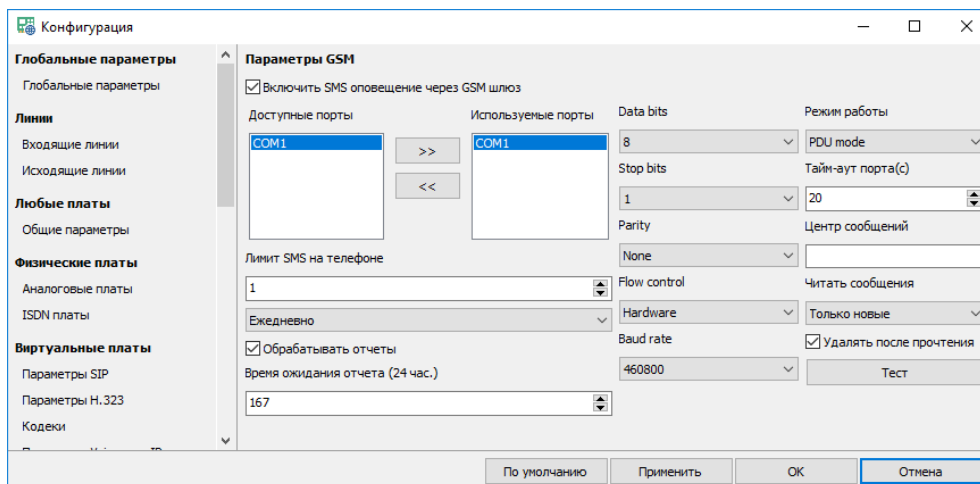 Конфигурация
Глобальные параметры
Глобальные параметры
Линии
Входящие линии
Исходящие линии
Любые платы
Общие параметры
Физические платы
Аналоговые платы
ISDN платы
Виртуальные платы
Параметры SIP
Параметры H.323
Кодеки
Параметры GSM
Включить SMS оповещение через GSM шлюз
Доступные порты
COM1
>>
<<
Используемые порты
COM1
Лимит SMS на телефоне
1
Ежедневно
Обрабатывать отчеты
Время ожидания отчета (24 час.)
167
Data bits
8
Stop bits
1
Parity
None
Flow control
Hardware
Baud rate
460800
Режим работы
PDU mode
Тайм-аут порта(с)
20
Центр сообщений
Читать сообщения
Только новые
Удалять после прочтения
Тест
По умолчанию
Применить
OK
Отмена